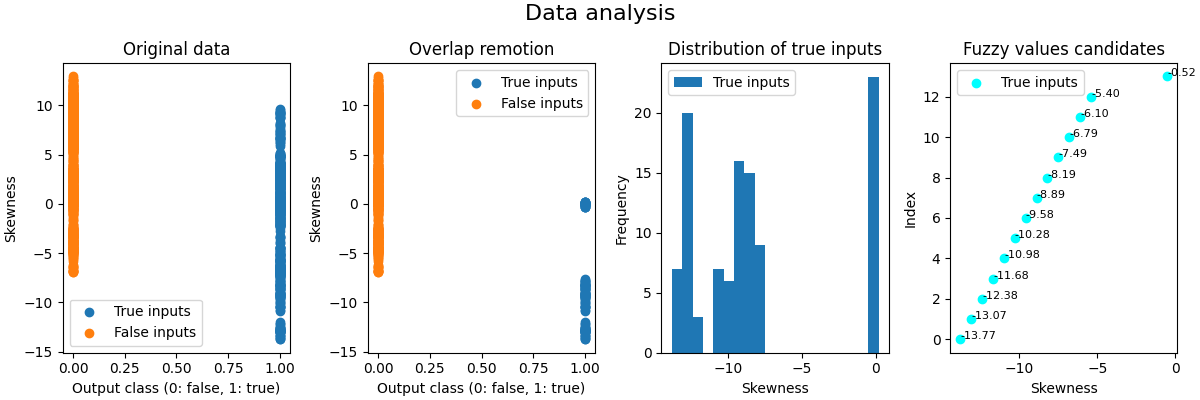 Data analysis
Original data
Skewness
10
5
0
−5
−10
−15
True inputs
False inputs
0.00 0.25 0.50 0.75 1.00
Output class (0: false, 1: true)
Overlap remotion
Skewness
10
5
0
−5
−10
−15
True inputs
False inputs
0.00 0.25 0.50 0.75 1.00
Output class (0: false, 1: true)
Distribution of true inputs
Frequency
20
15
10
5
0
True inputs
−10 −5 0
Skewness
Fuzzy values candidates
Index
12
10
8
6
4
2
0
True inputs
-0.52
-5.40
-6.10
-6.79
-7.49
-8.19
-8.89
-9.58
-10.28
-10.98
-11.68
-12.38
-13.07
-13.77
−10 −5 0
Skewness